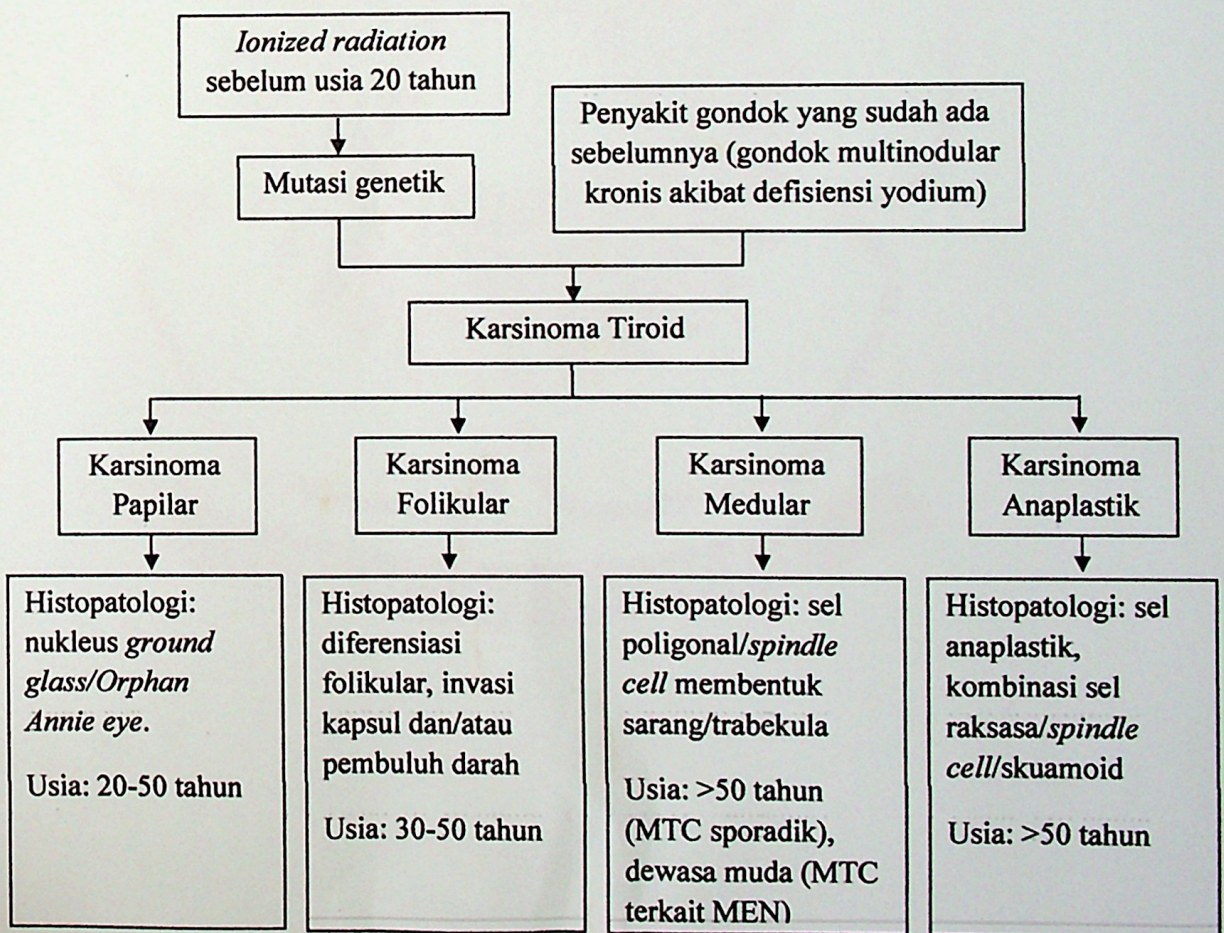 Ionized radiation
sebelum usia 20 tahun
Penyakit gondok yang sudah ada
sebelumnya (gondok multinodular
kronis akibat defisiensi yodium)
Mutasi genetik
Karsinoma Tiroid
Karsinoma
Papilar
Karsinoma
Folikular
Karsinoma
Medular
Karsinoma
Anaplastik
Histopatologi:
nukleus ground
glass/Orphan
Annie eye.
Usia: 20-50 tahun
Histopatologi:
diferensiasi
folikular, invasi
kapsul dan/atau
pembuluh darah
Usia: 30-50 tahun
Histopatologi: sel
poligonal/spindle
cell membentuk
sarang/trabekula
Usia: >50 tahun
(MTC sporadik),
dewasa muda (MTC
terkait MEN)
Histopatologi: sel
anaplastik,
kombinasi sel
raksasa/spindle
cell/skuamoid
Usia: >50 tahun